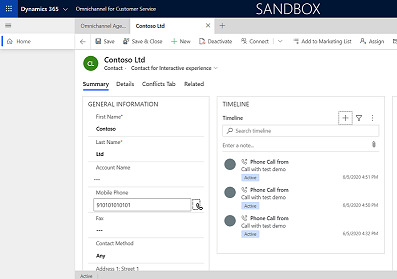 Dynamics 365
Omnichannel for Customer Service
SANDBOX
Omnichannel Age...
Contoso Ltd
Home
Save
Save & Close
New
Deactivate
Connect
Add to Marketing List
Assign
CL
Contoso Ltd
Contact · Contact for Interactive experience
Summary
Details
Conflicts Tab
Related
GENERAL INFORMATION
First Name*
Contoso
Last Name*
Ltd
Account Name
---
Mobile Phone
910101010101
Fax
---
Contact Method
Any
Address 1: Street 1
TIMELINE
Timeline
Search timeline
Enter a note...
Phone Call from
Call with test demo
Active
6/5/2020 4:51 PM
Phone Call from
Call with test demo
Active
6/5/2020 4:50 PM
Phone Call from
Call with test demo
Active
6/5/2020 4:32 PM
Active